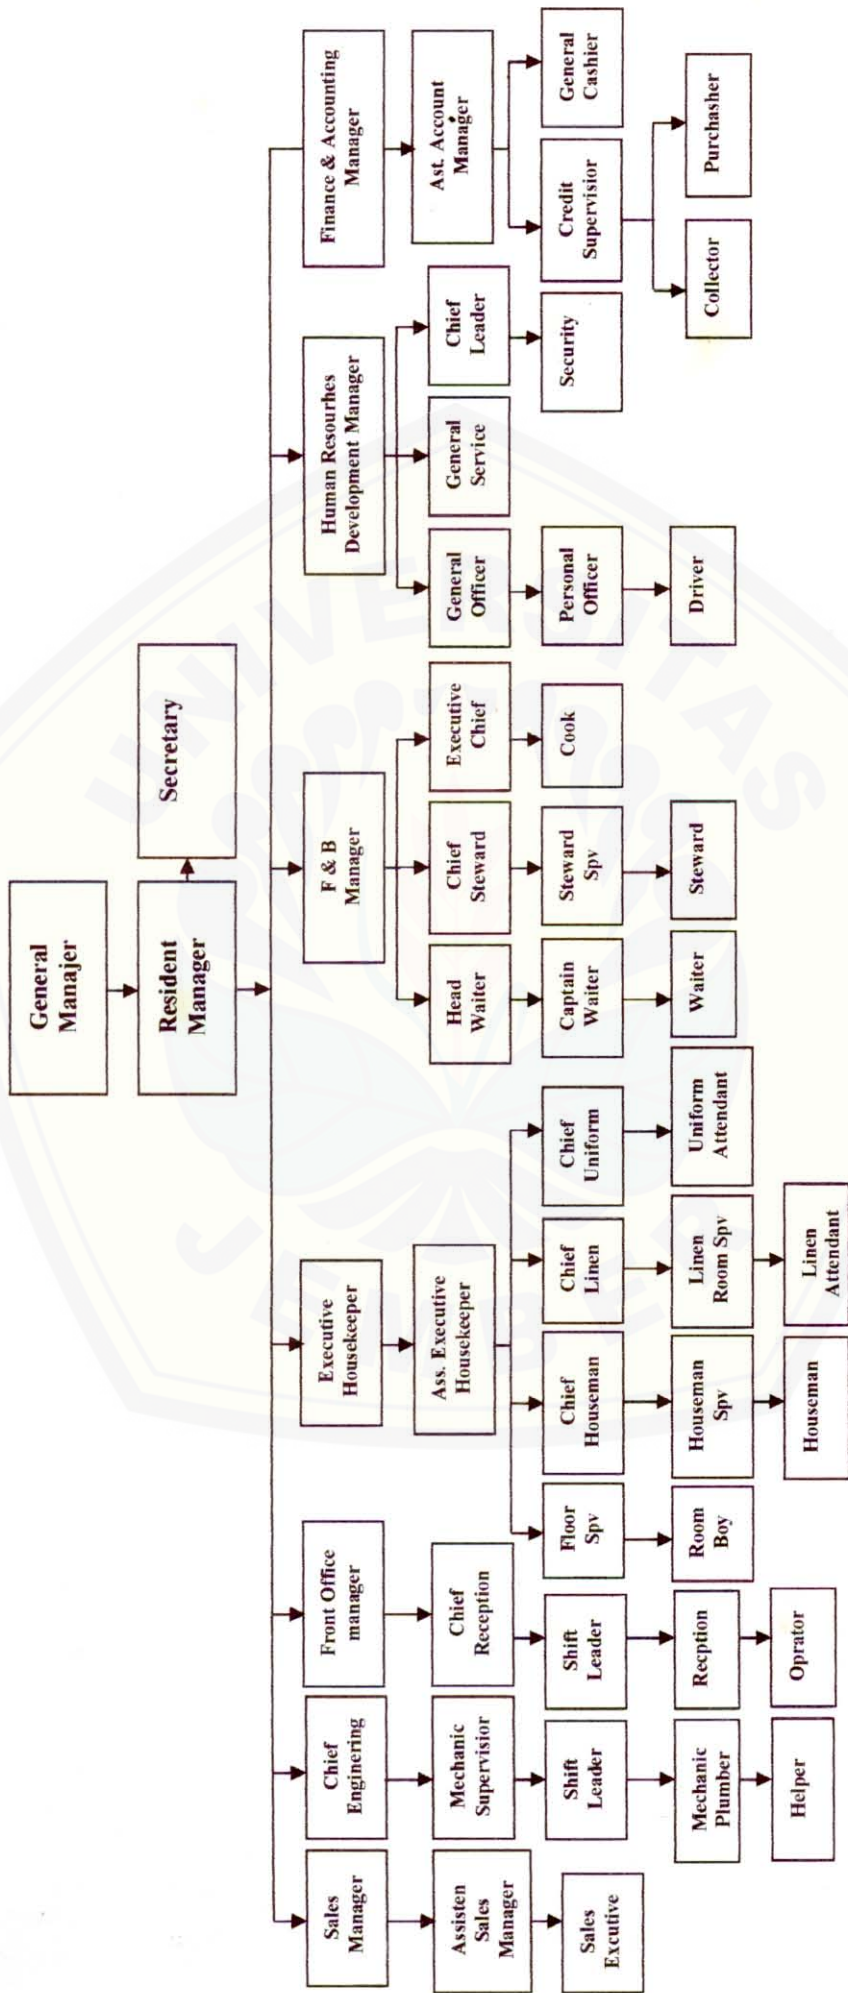 General
Manajer
Resident
Manager
Secretary
Sales
Manager
Chief
Enginering
Front Office
manager
Executive
Housekeeper
F & B
Manager
Human Resourhes
Development Manager
Finance & Accounting
Manager
Assisten
Sales
Manager
Mechanic
Supervisior
Chief
Reception
Ass. Executive
Housekeeper
Head
Waiter
Chief
Steward
Executive
Chief
General
Officer
General
Service
Chief
Leader
Ast. Account
Manager
Sales
Excutive
Shift
Leader
Shift
Leader
Floor
Spv
Chief
Houseman
Chief
Linen
Chief
Uniform
Captain
Waiter
Steward
Spv
Cook
Personal
Officer
Security
Credit
Supervisior
General
Cashier
Mechanic
Plumber
Recption
Room
Boy
Houseman
Spv
Linen
Room Spv
Uniform
Attendant
Waiter
Steward
Driver
Collector
Purchasher
Helper
Oprator
Houseman
Linen
Attendant
UNIVERSITAS
JEMBER